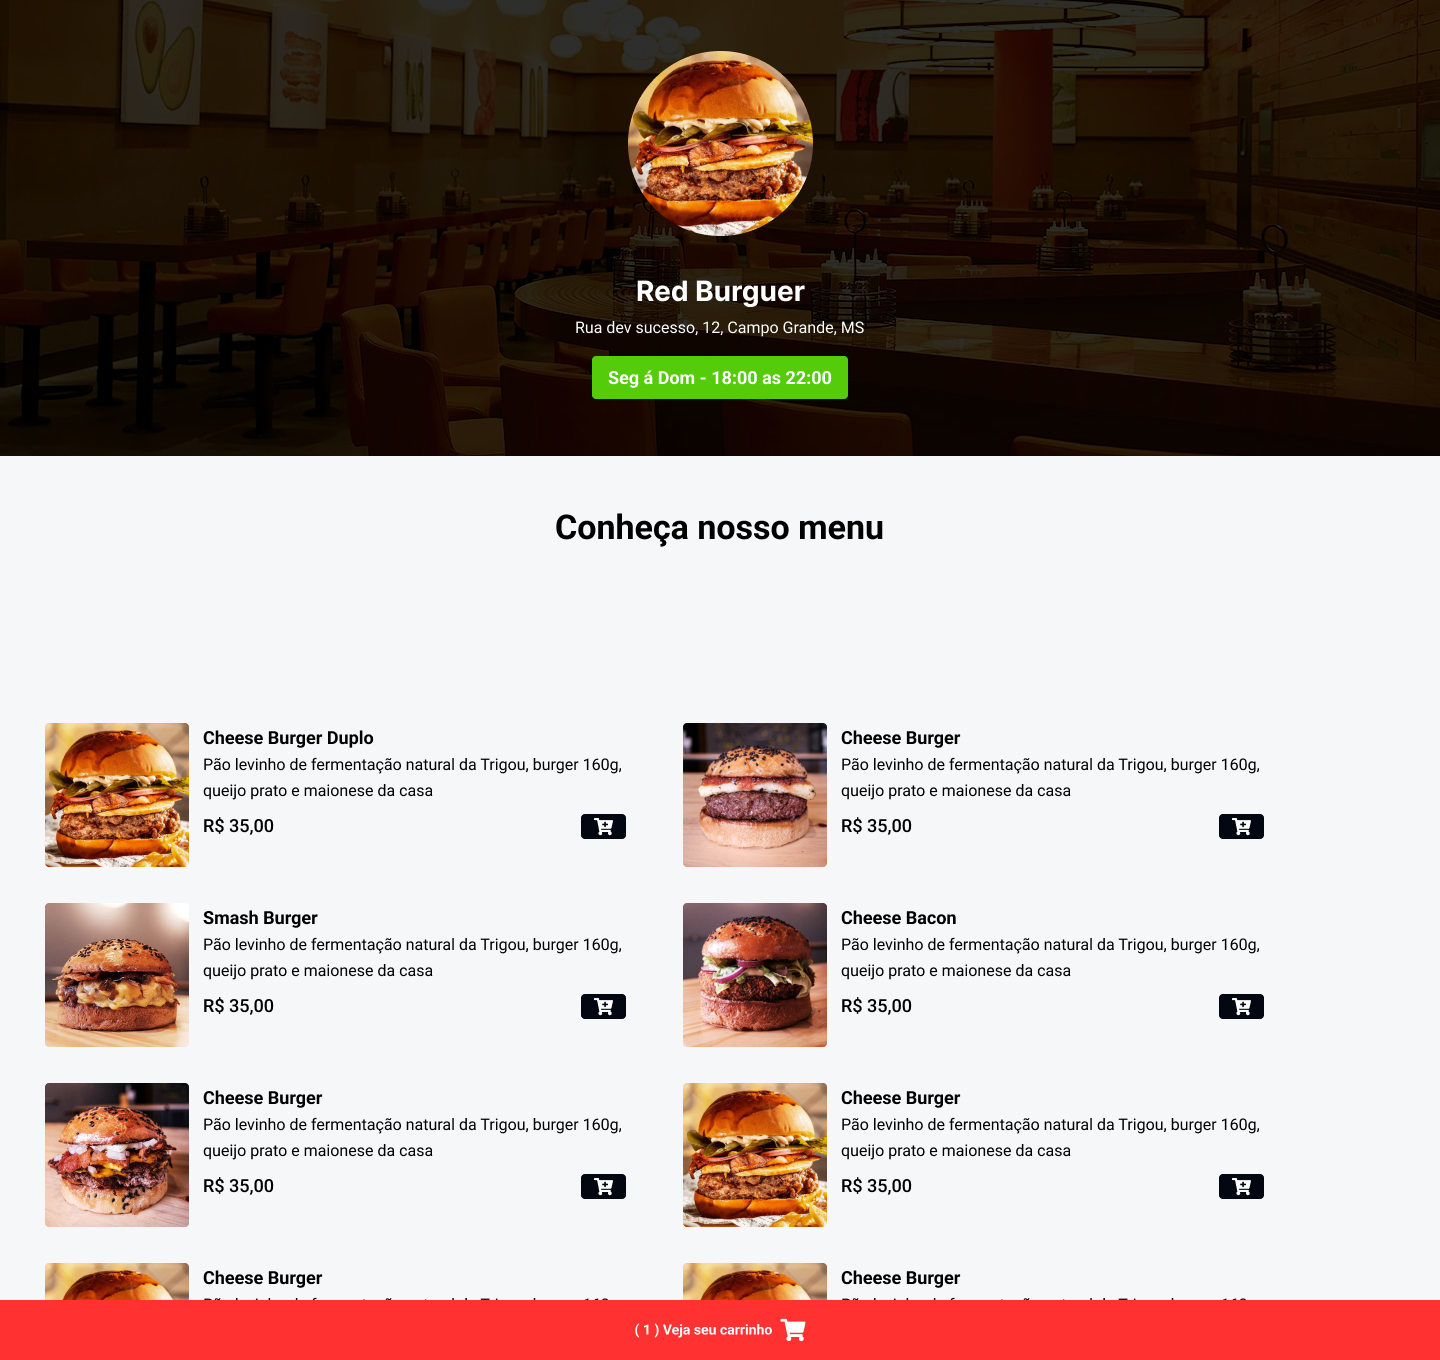 Red Burguer
Rua dev sucesso, 12, Campo Grande, MS
Seg á Dom - 18:00 as 22:00
Conheça nosso menu
Cheese Burger Duplo
Pão levinho de fermentação natural da Trigou, burger 160g,
queijo prato e maionese da casa
R$ 35,00
Cheese Burger
Pão levinho de fermentação natural da Trigou, burger 160g,
queijo prato e maionese da casa
R$ 35,00
Smash Burger
Pão levinho de fermentação natural da Trigou, burger 160g,
queijo prato e maionese da casa
R$ 35,00
Cheese Bacon
Pão levinho de fermentação natural da Trigou, burger 160g,
queijo prato e maionese da casa
R$ 35,00
Cheese Burger
Pão levinho de fermentação natural da Trigou, burger 160g,
queijo prato e maionese da casa
R$ 35,00
Cheese Burger
Pão levinho de fermentação natural da Trigou, burger 160g,
queijo prato e maionese da casa
R$ 35,00
Cheese Burger
Cheese Burger
( 1 ) Veja seu carrinho